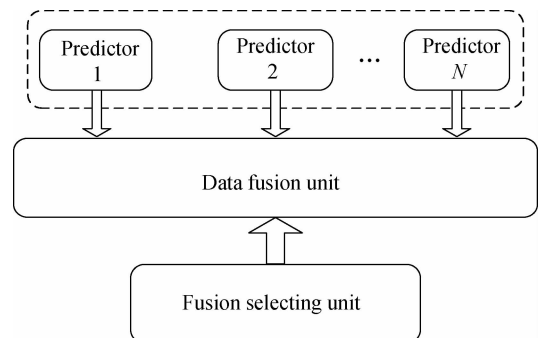 Predictor
1
Predictor
2
...
Predictor
N
Data fusion unit
Fusion selecting unit